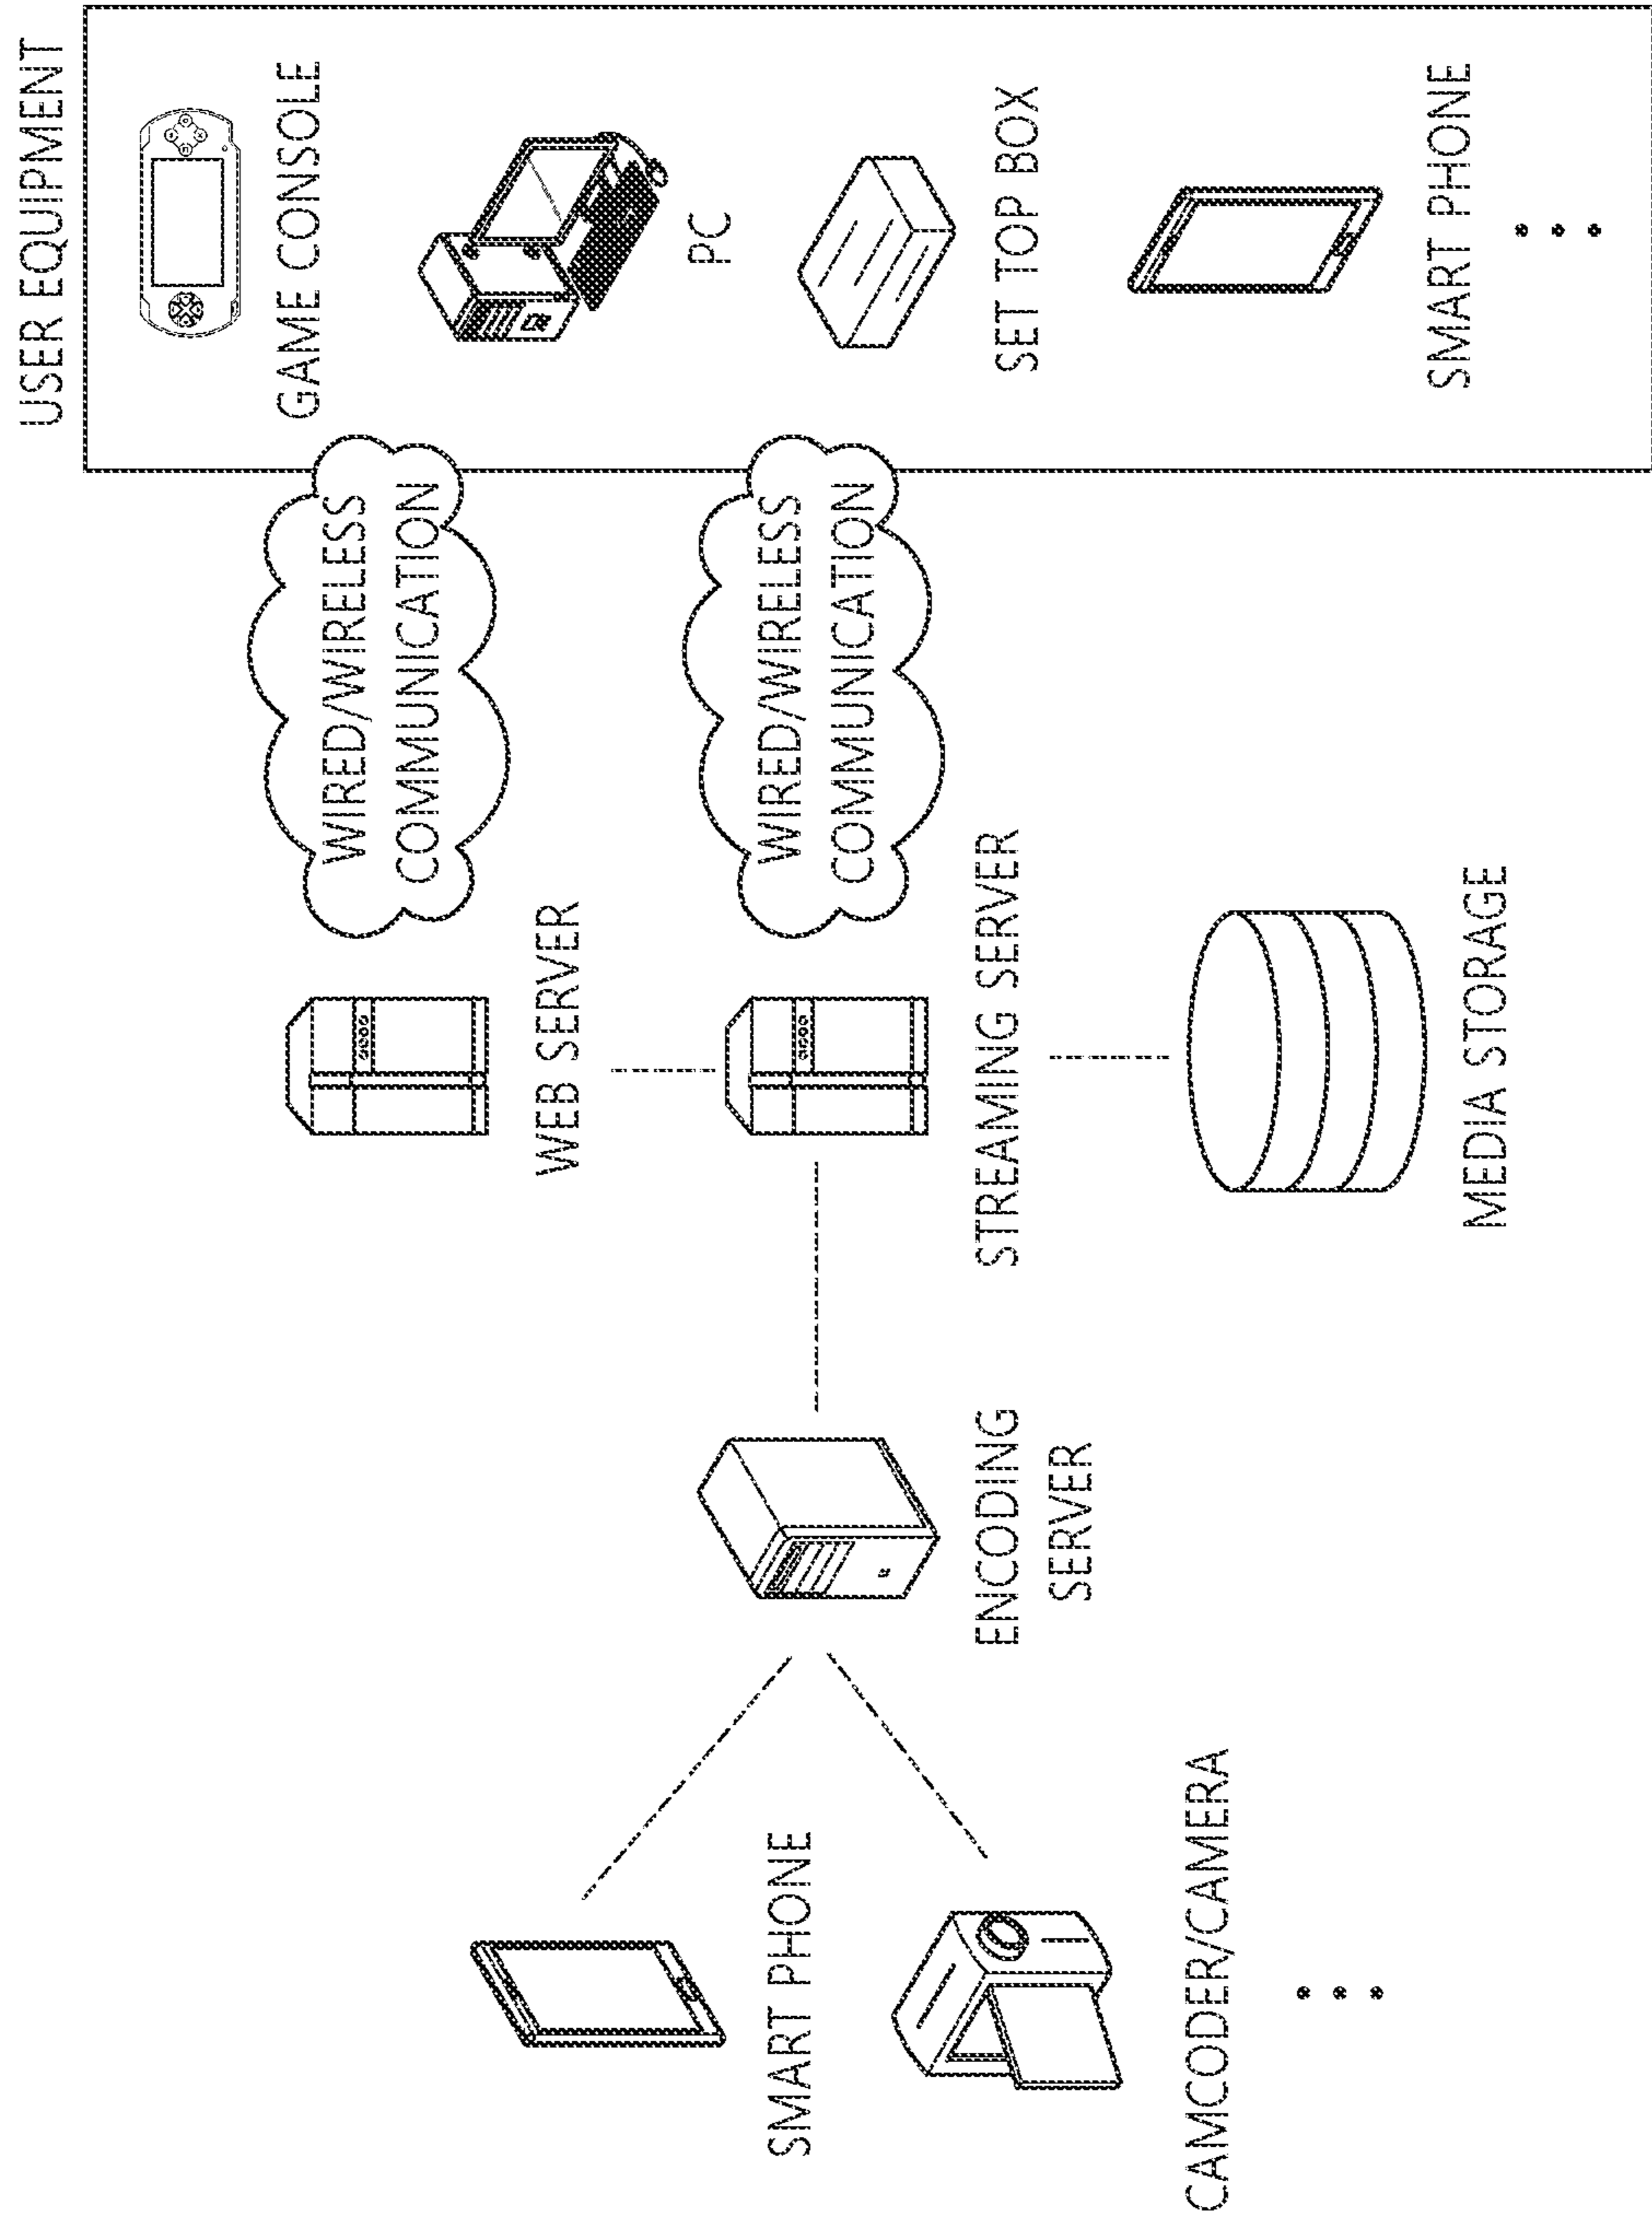 USER EQUIPMENT
GAME CONSOLE
PC
SET TOP BOX
SMART PHONE
WIRED/WIRELESS
COMMUNICATION
WIRED/WIRELESS
COMMUNICATION
WEB SERVER
STREAMING SERVER
MEDIA STORAGE
ENCODING
SERVER
SMART PHONE
CAMCODER/CAMERA